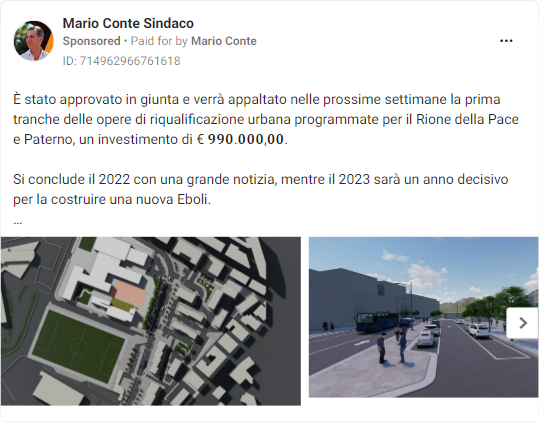 Mario Conte Sindaco
Sponsored • Paid for by Mario Conte
ID: 714962966761618
È stato approvato in giunta e verrà appaltato nelle prossime settimane la prima
tranche delle opere di riqualificazione urbana programmate per il Rione della Pace
e Paterno, un investimento di € 990.000,00.
Si conclude il 2022 con una grande notizia, mentre il 2023 sarà un anno decisivo
per la costruire una nuova Eboli.
...